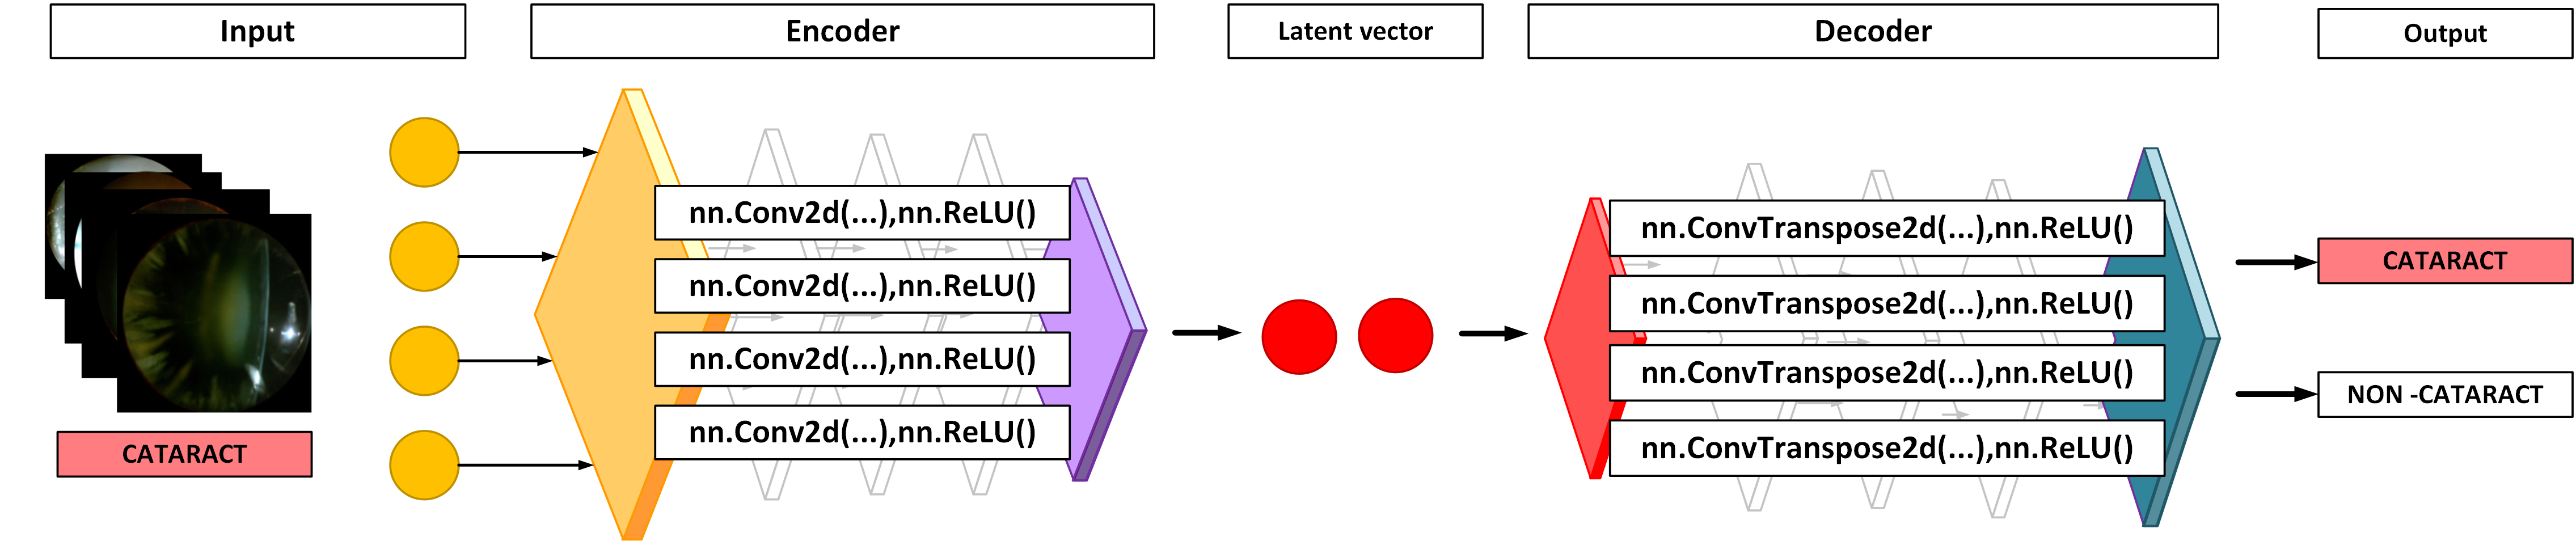 Input
Encoder
Latent vector
Decoder
Output
CATARACT
nn.Conv2d(...),nn.ReLU()
nn.Conv2d(...),nn.ReLU()
nn.Conv2d(...),nn.ReLU()
nn.Conv2d(...),nn.ReLU()
nn.ConvTranspose2d(...),nn.ReLU()
nn.ConvTranspose2d(...),nn.ReLU()
nn.ConvTranspose2d(...),nn.ReLU()
nn.ConvTranspose2d(...),nn.ReLU()
CATARACT
NON -CATARACT